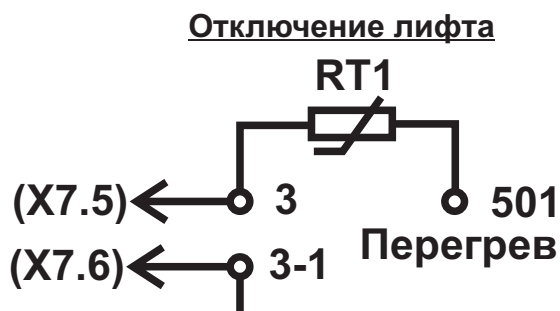 Отключение лифта
RT1
(X7.5) 3 501
Перегрев
(X7.6) 3-1